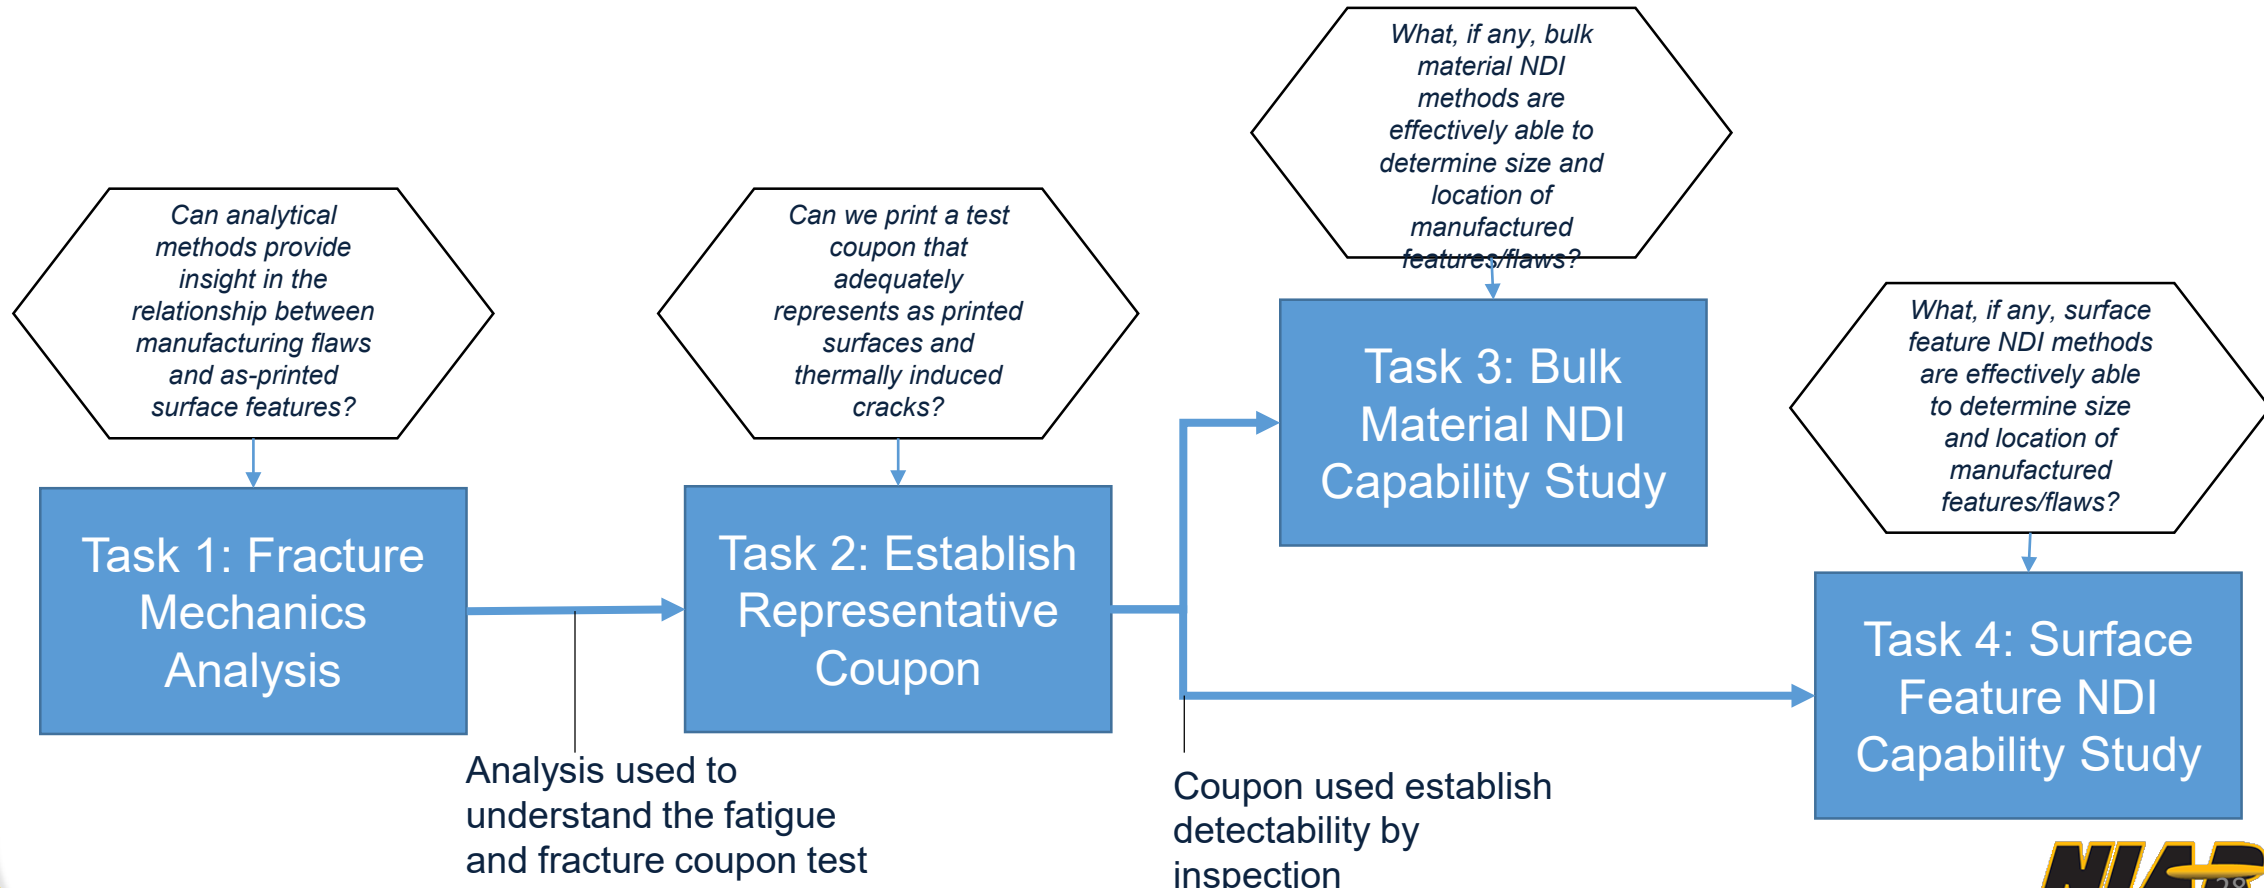 Can analytical
methods provide
insight in the
relationship between
manufacturing flaws
and as-printed
surface features?
Can we print a test
coupon that
adequately
represents as printed
surfaces and
thermally induced
cracks?
What, if any, bulk
material NDI
methods are
effectively able to
determine size and
location of
manufactured
features/flaws?
What, if any, surface
feature NDI methods
are effectively able
to determine size
and location of
manufactured
features/flaws?
Task 1: Fracture
Mechanics
Analysis
Task 2: Establish
Representative
Coupon
Task 3: Bulk
Material NDI
Capability Study
Task 4: Surface
Feature NDI
Capability Study
Analysis used to
understand the fatigue
and fracture coupon test
Coupon used establish
detectability by
inspection
NIAR
28